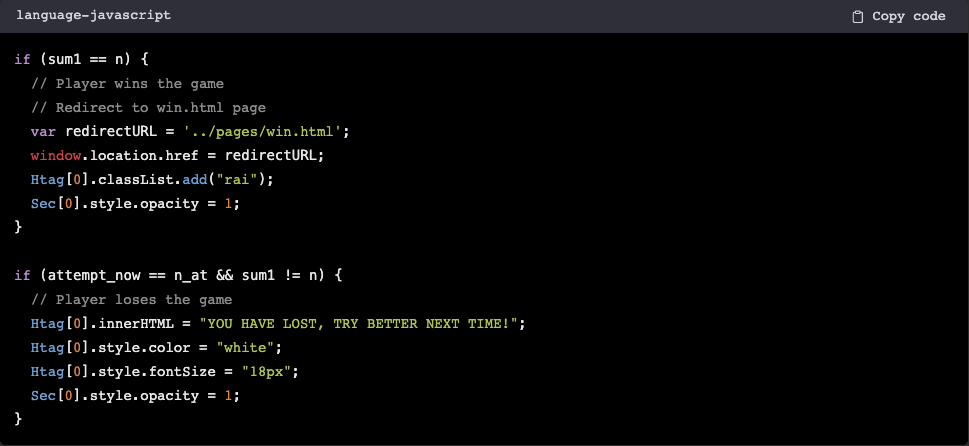 language-javascript
Copy code
if (sum1 == n) {
// Player wins the game
// Redirect to win.html page
var redirectURL = '../pages/win.html';
window.location.href = redirectURL;
Htag[0].classList.add("rai");
Sec[0].style.opacity = 1;
}
if (attempt_now == n_at && sum1 != n) {
// Player loses the game
Htag[0].innerHTML = "YOU HAVE LOST, TRY BETTER NEXT TIME!";
Htag[0].style.color = "white";
Htag[0].style.fontSize = "18px";
Sec[0].style.opacity = 1;
}